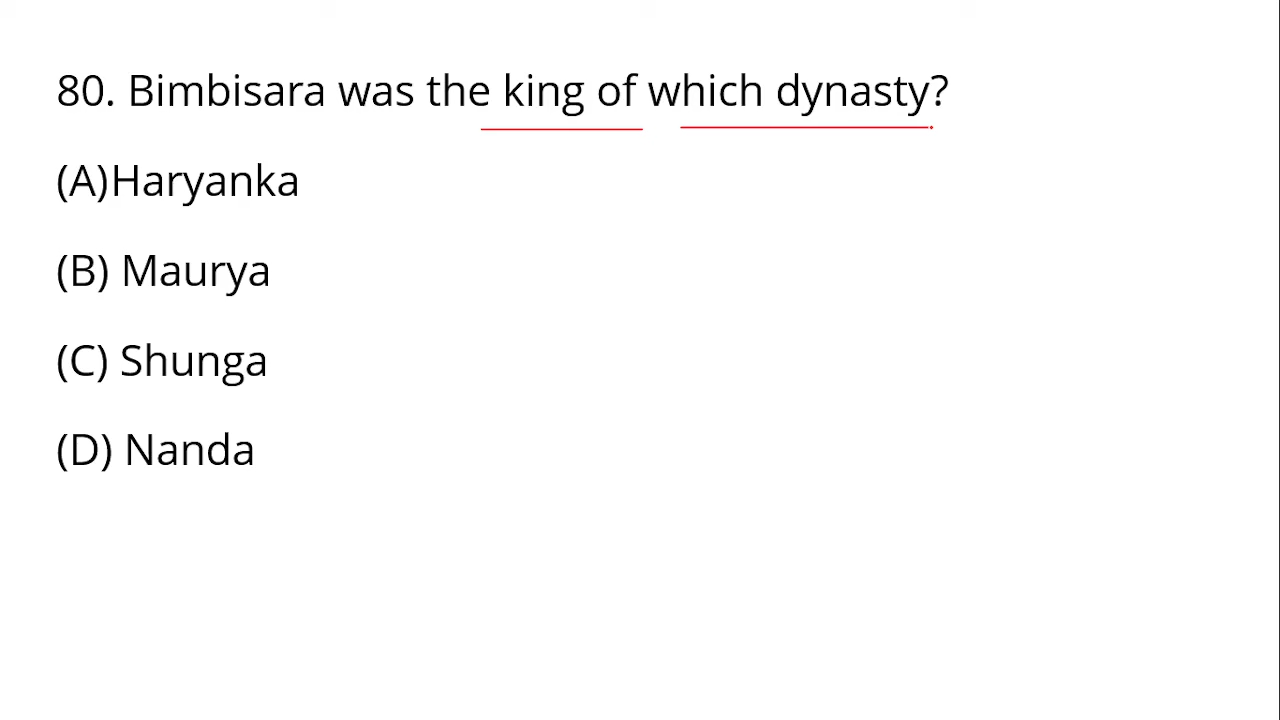 80. Bimbisara was the king of which dynasty?
(A)Haryanka
(B) Maurya
(C) Shunga
(D) Nanda